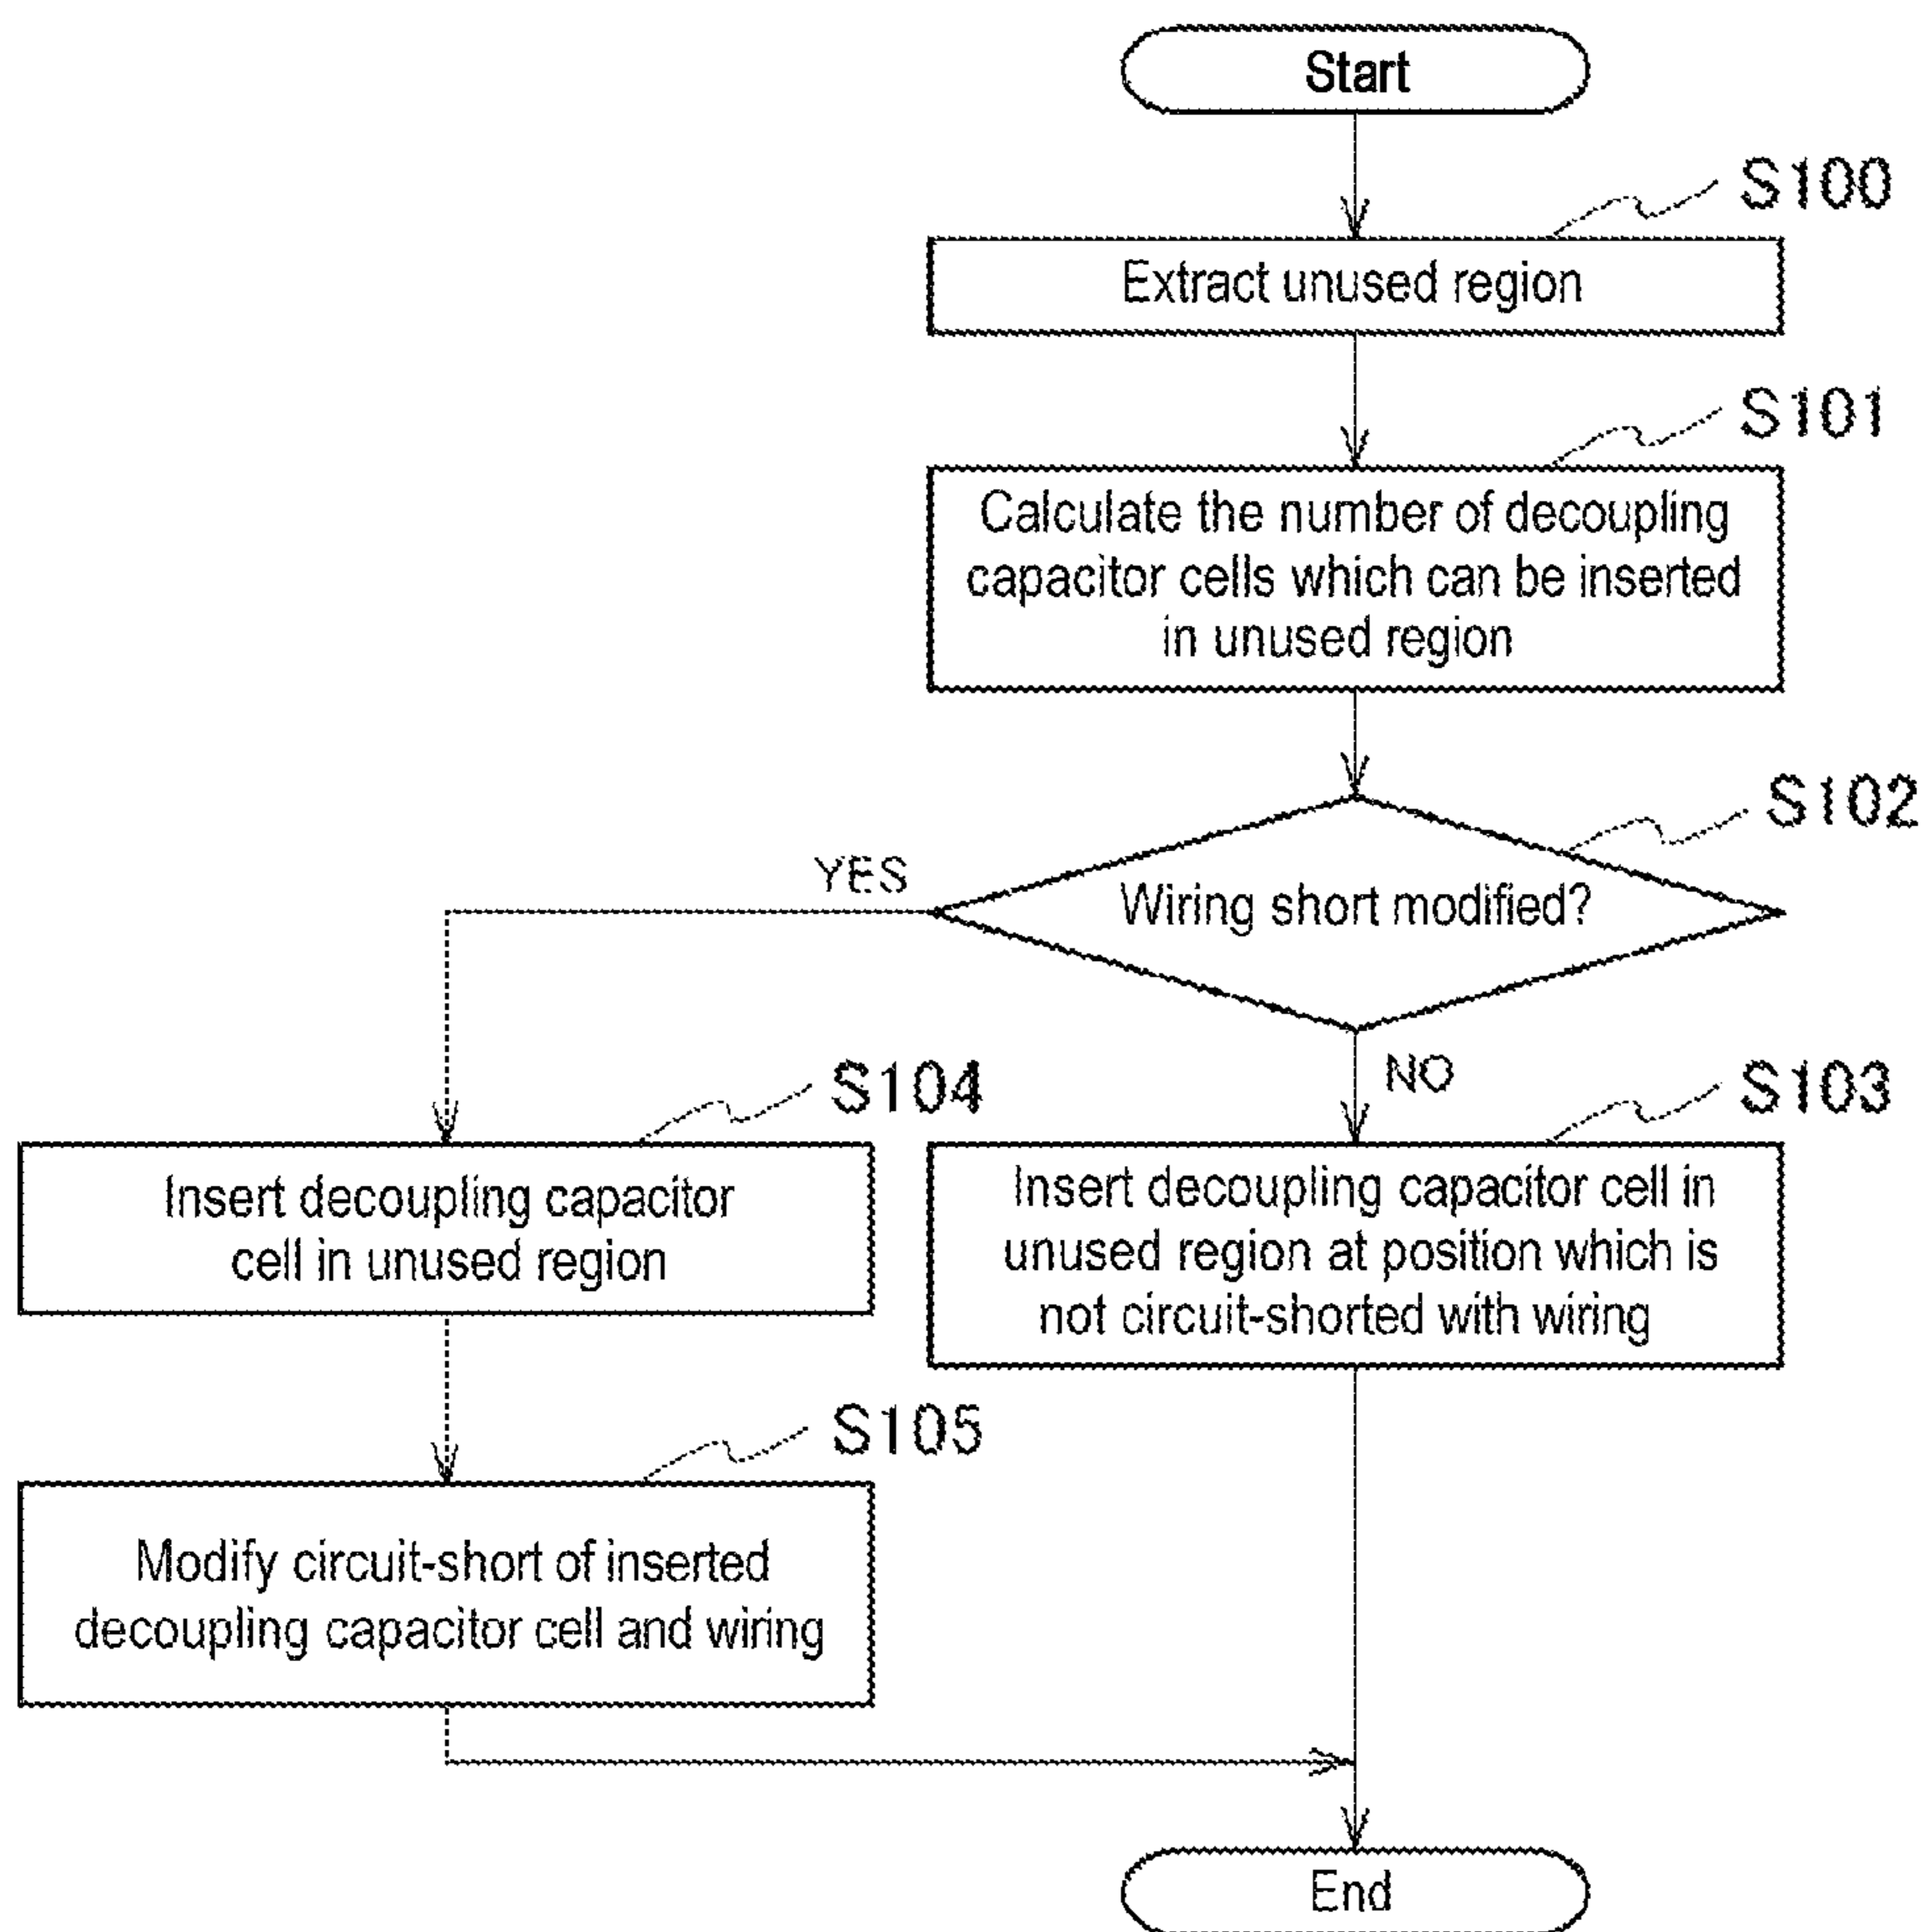 Start
S100
Extract unused region
S101
Calculate the number of decoupling
capacitor cells which can be inserted
in unused region
S102
YES
Wiring short modified?
NO
S104
S103
Insert decoupling capacitor
cell in unused region
Insert decoupling capacitor cell in
unused region at position which is
not circuit-shorted with wiring
S105
Modify circuit-short of inserted
decoupling capacitor cell and wiring
End